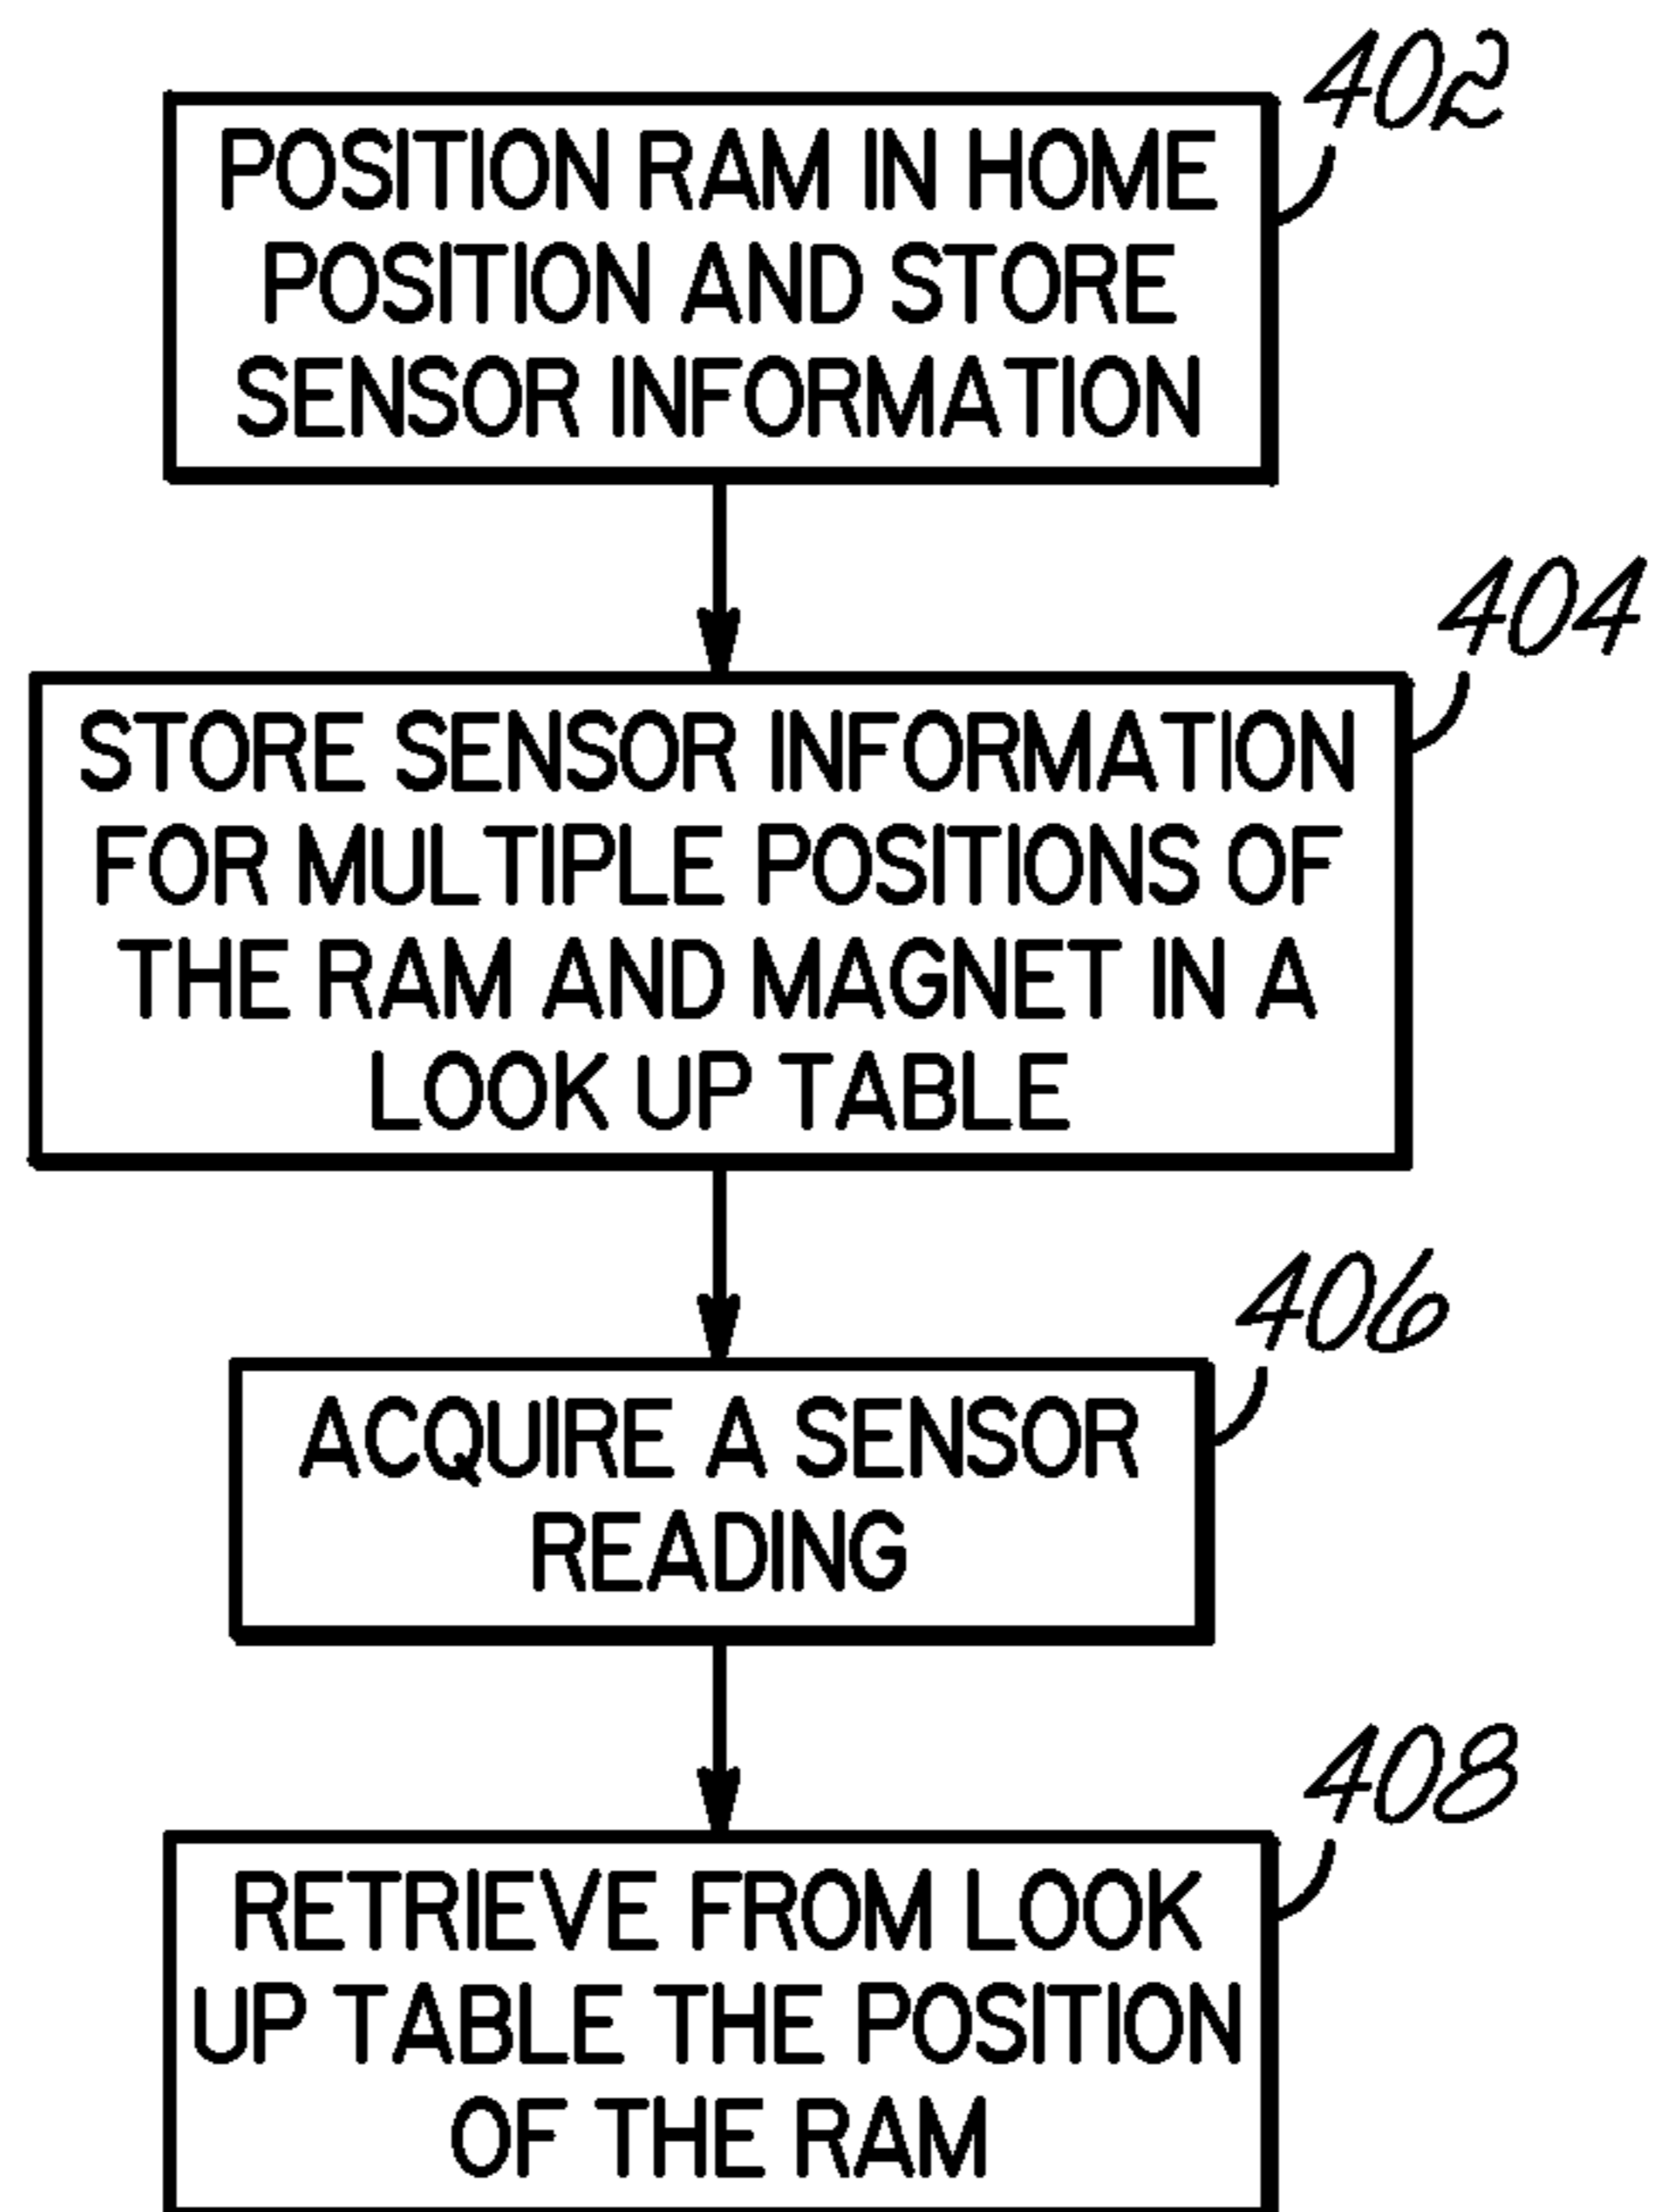 402
POSITION RAM IN HOME
POSITION AND STORE
SENSOR INFORMATION
404
STORE SENSOR INFORMATION
FOR MULTIPLE POSITIONS OF
THE RAM AND MAGNET IN A
LOOK UP TABLE
406
ACQUIRE A SENSOR
READING
408
RETRIEVE FROM LOOK
UP TABLE THE POSITION
OF THE RAM